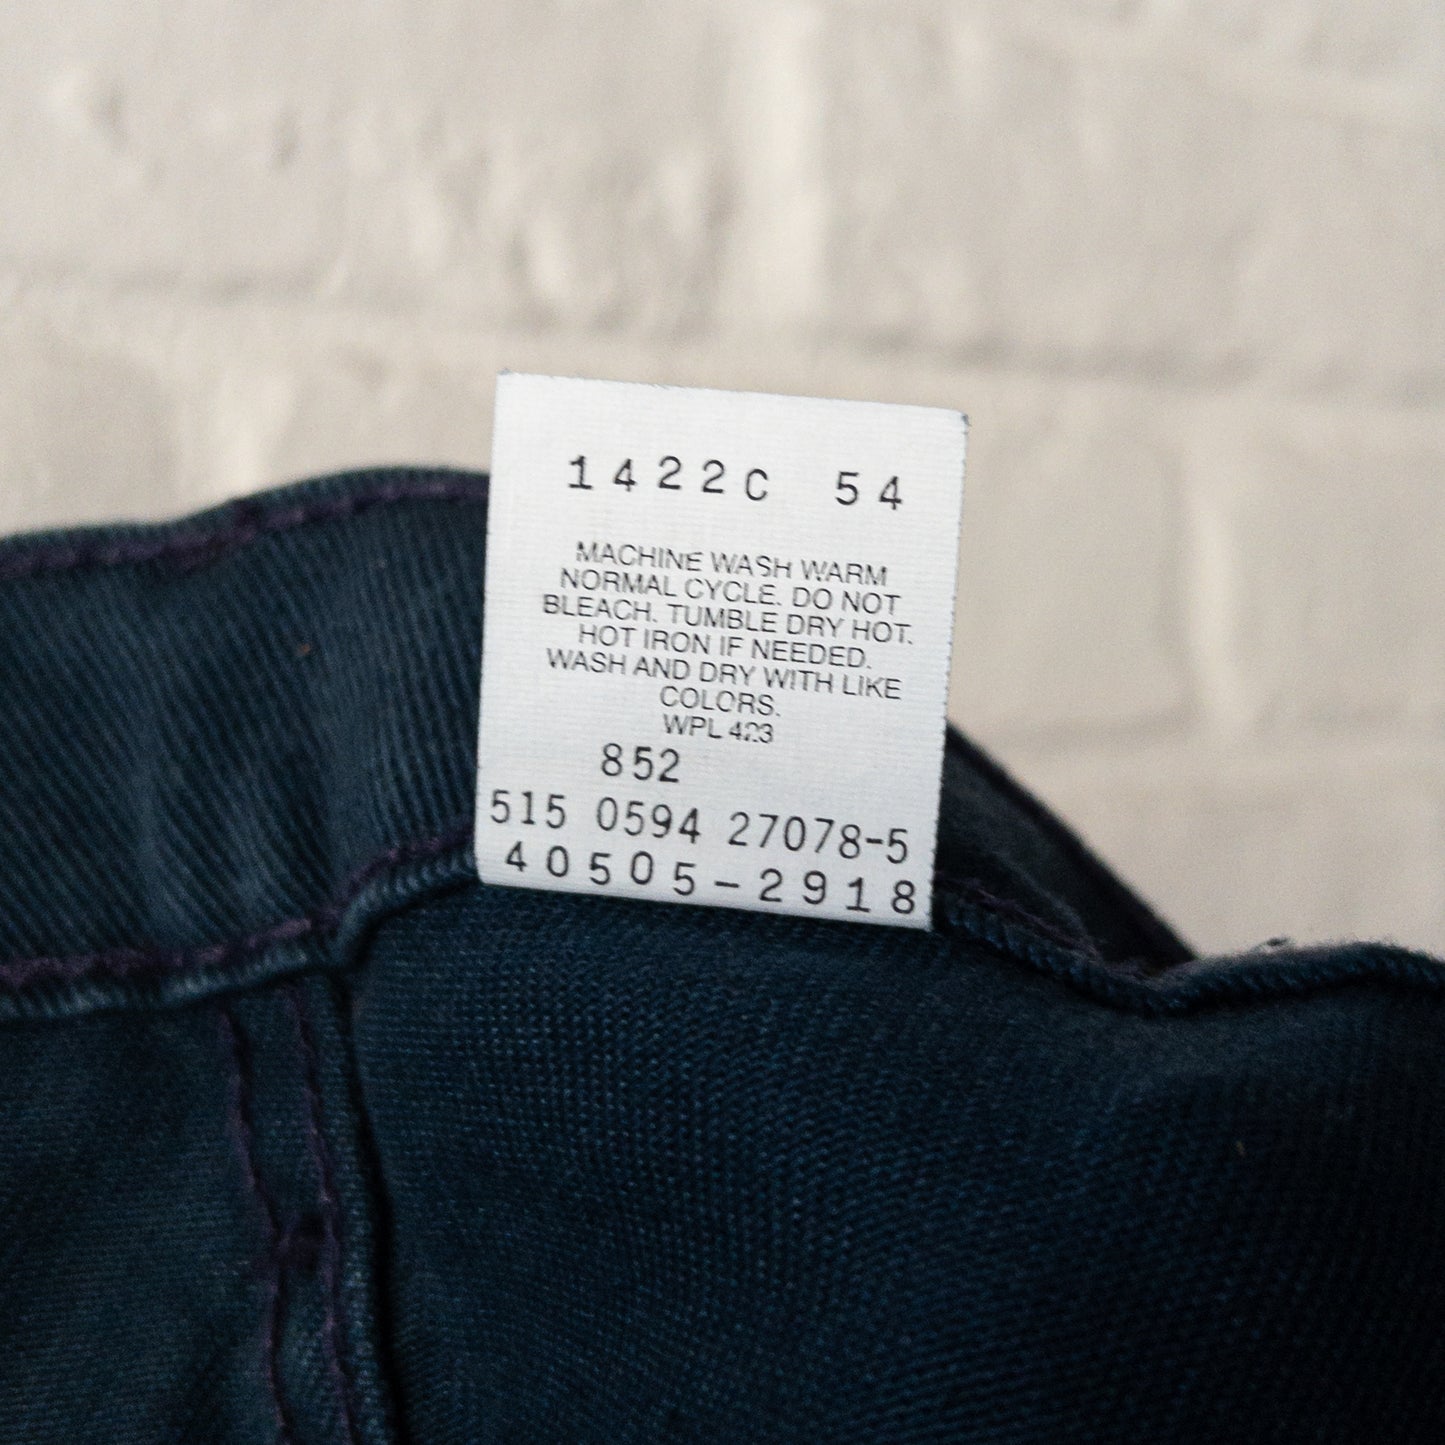 1422C 54
MACHINE WASH WARM
NORMAL CYCLE. DO NOT
BLEACH. TUMBLE DRY HOT.
HOT IRON IF NEEDED.
WASH AND DRY WITH LIKE
COLORS.
WPL 423
852
515 0594 27078-5
40505-2918